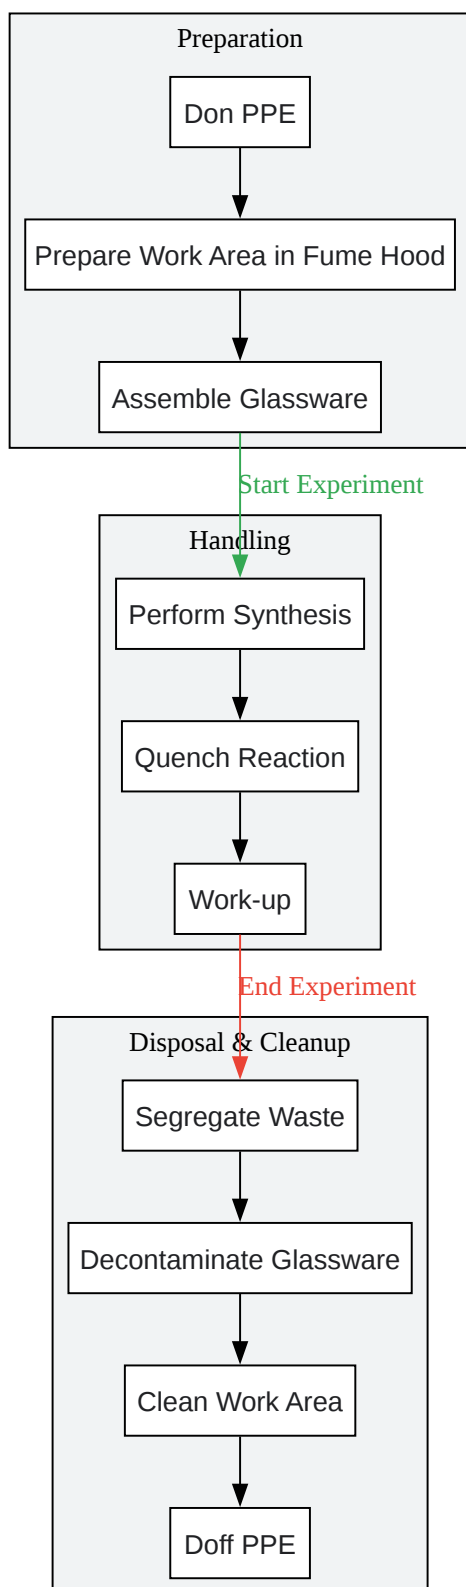 Preparation
Don PPE
Prepare Work Area in Fume Hood
Assemble Glassware
Start Experiment
Handling
Perform Synthesis
Quench Reaction
Work-up
End Experiment
Disposal & Cleanup
Segregate Waste
Decontaminate Glassware
Clean Work Area
Doff PPE